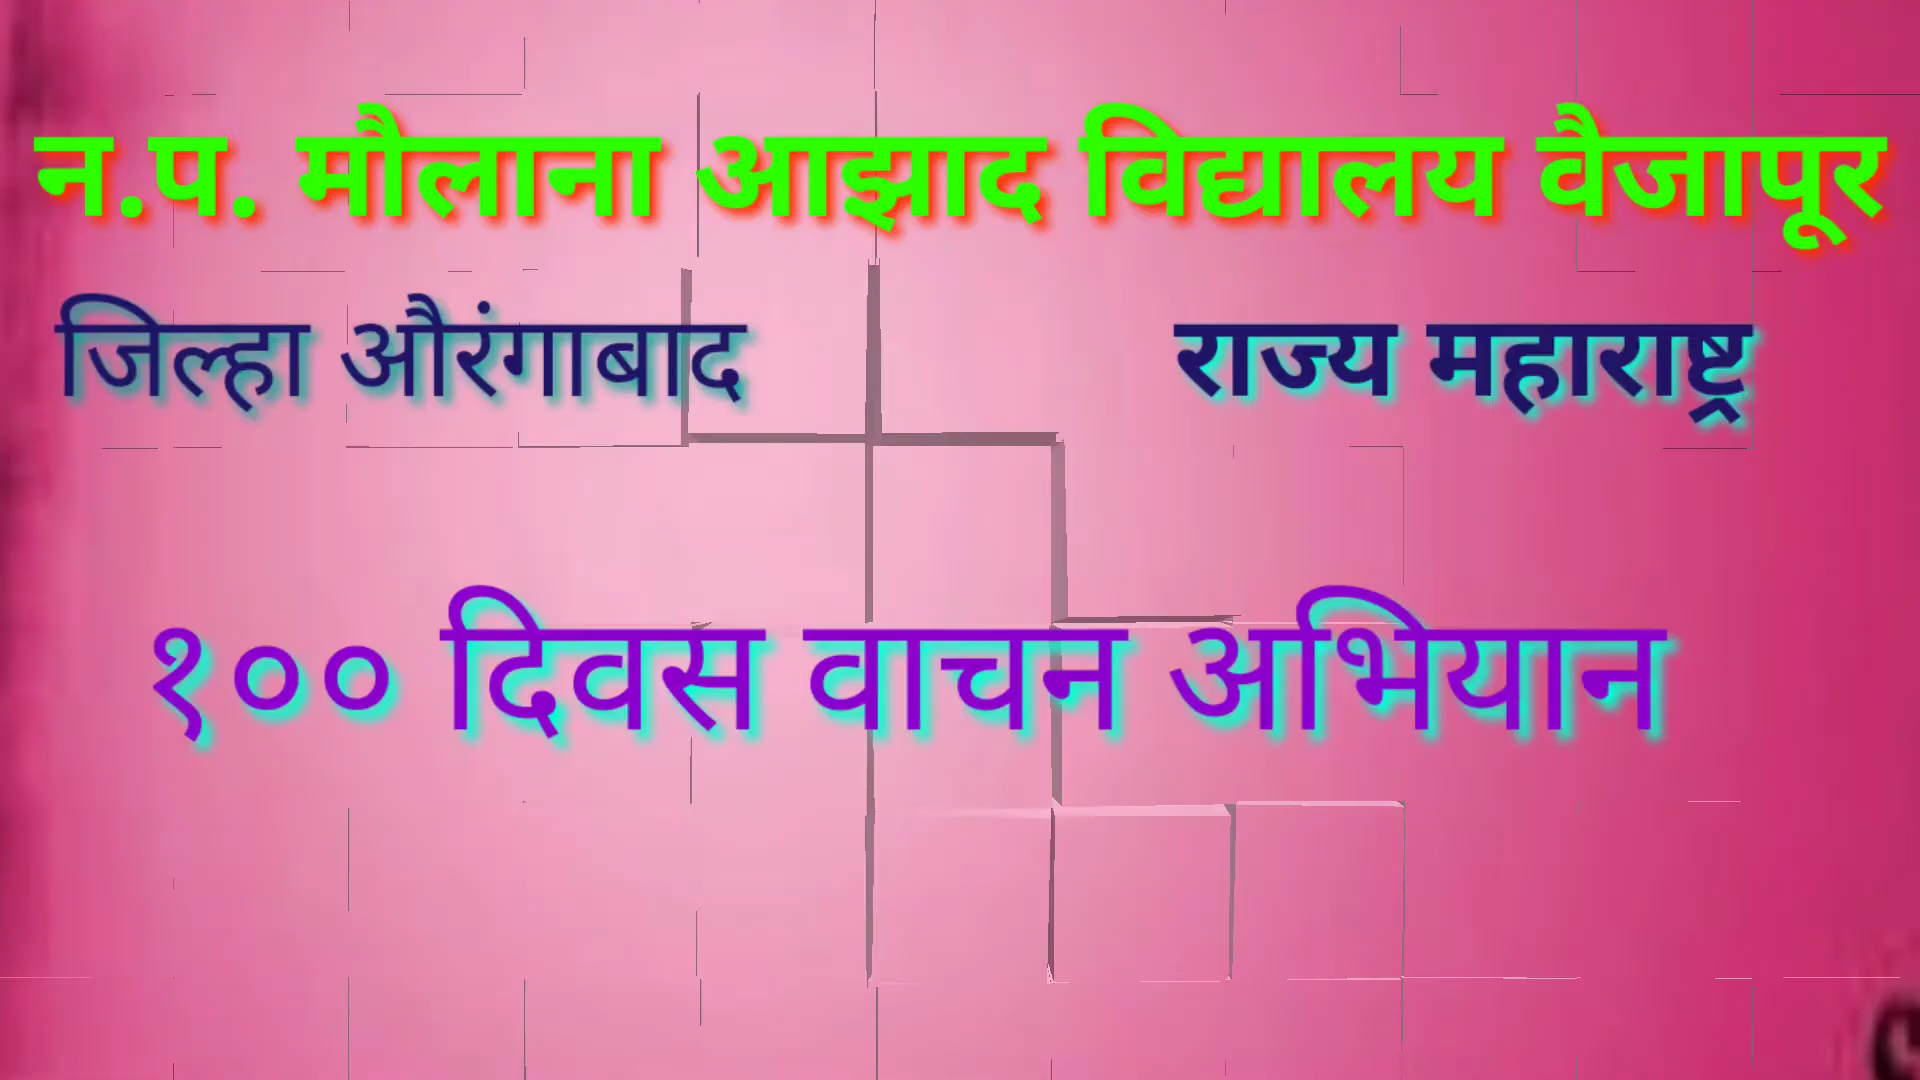 न.प. मौलाना आझाद विद्यालय वैजापूर
जिल्हा औरंगाबाद राज्य महाराष्ट्र
१०० दिवस वाचन अभियान